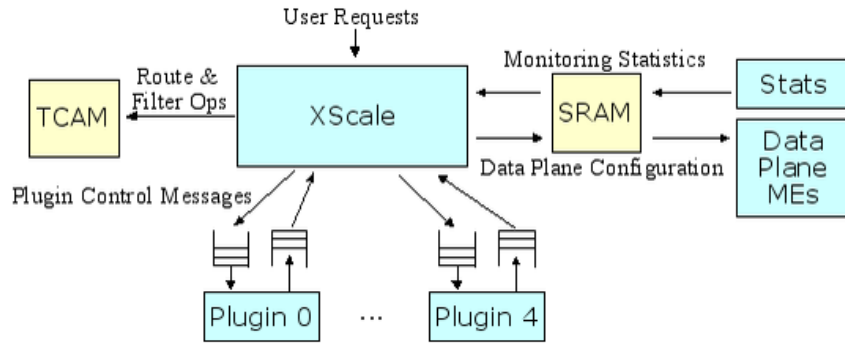 User Requests
Route &
Filter Ops
Monitoring Statistics
TCAM
XScale
SRAM
Stats
Data Plane Configuration
Data
Plane
MEs
Plugin Control Messages
Plugin 0
...
Plugin 4